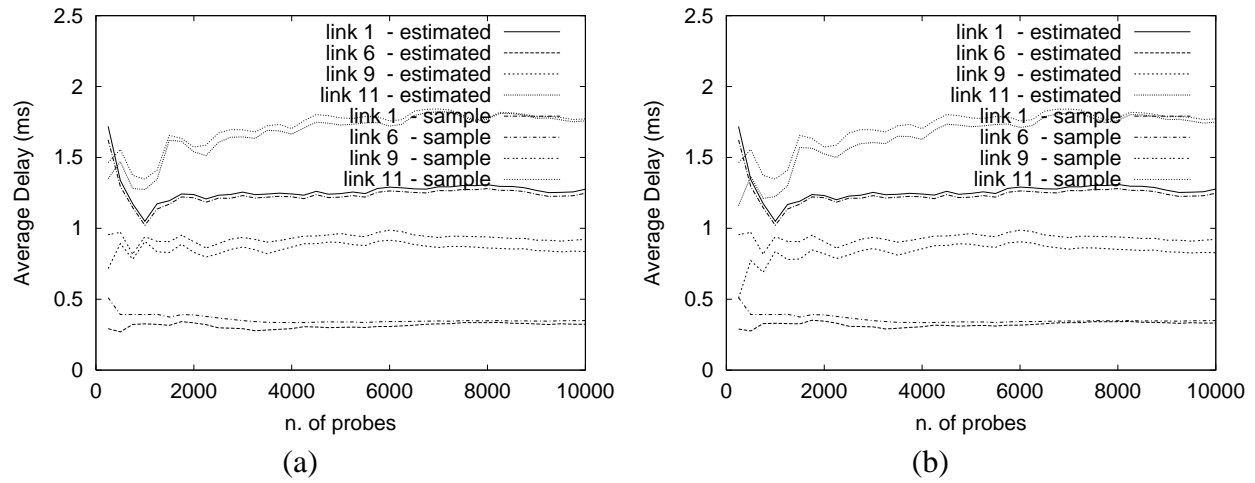 2.5
2
1.5
1
0.5
0
Average Delay (ms)
link 1 - estimated
link 6 - estimated
link 9 - estimated
link 11 - estimated
link 1 - sample
link 6 - sample
link 9 - sample
link 11 - sample
0 2000 4000 6000 8000 10000
n. of probes
(a)
2.5
2
1.5
1
0.5
0
Average Delay (ms)
link 1 - estimated
link 6 - estimated
link 9 - estimated
link 11 - estimated
link 1 - sample
link 6 - sample
link 9 - sample
link 11 - sample
0 2000 4000 6000 8000 10000
n. of probes
(b)